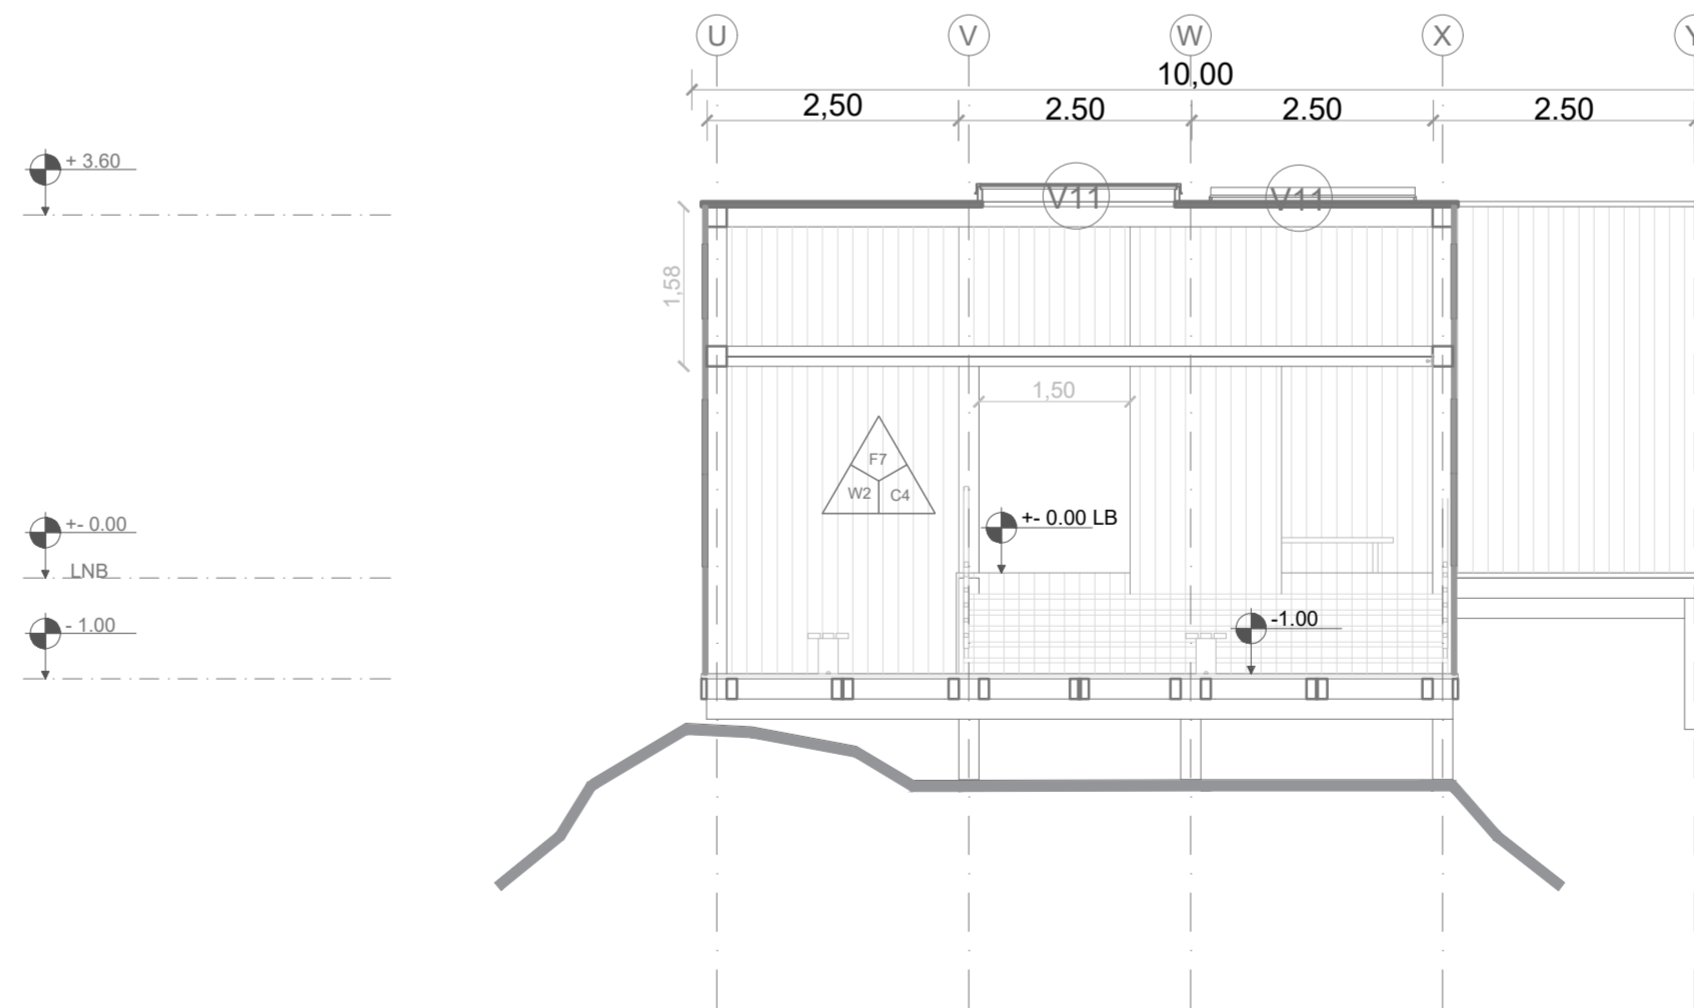 U V W X Y
10,00
2,50 2.50 2.50 2.50
+ 3.60
V11 V11
1,58
1,50
F7
W2 C4
+- 0.00
+- 0.00 LB
LNB
- 1.00
-1.00